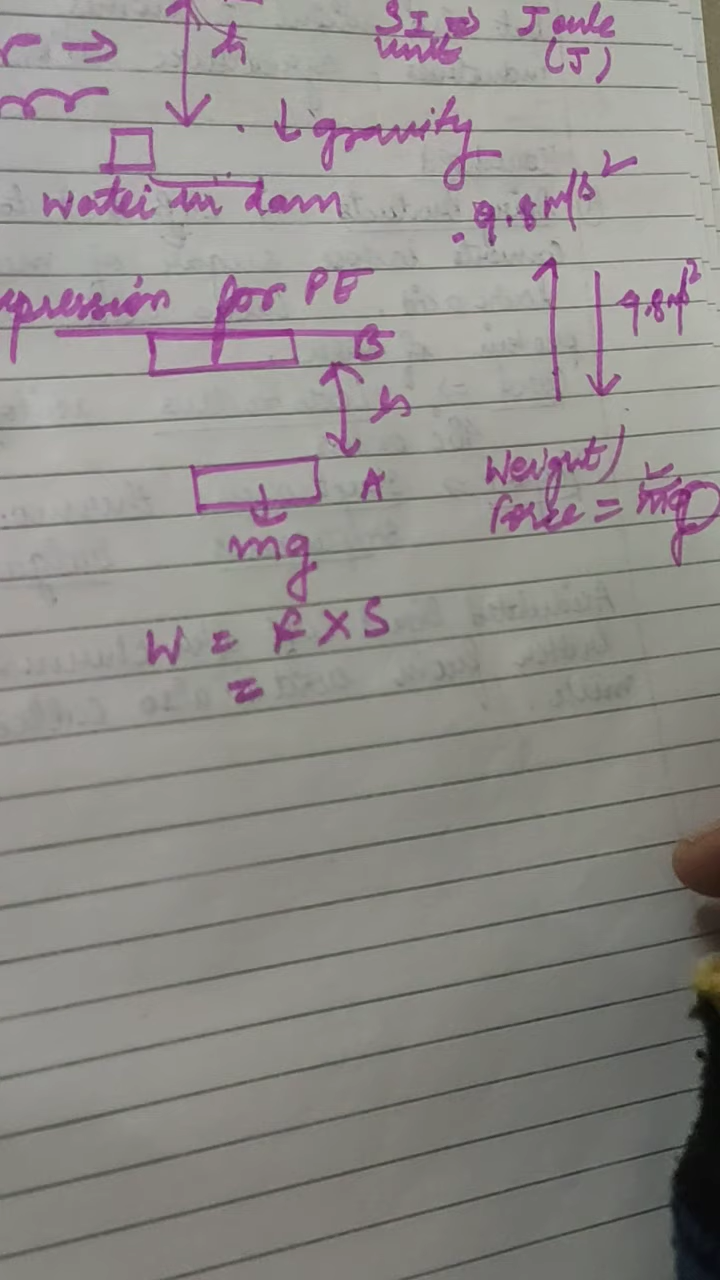 SI ⇒ Joule
unit (J)
h
↓ gravity
water in dam
9.8 m/s²
expression for PE
B
9.8 m/s²
h
A
Weight/
Force = mg
mg
W = F × S
=